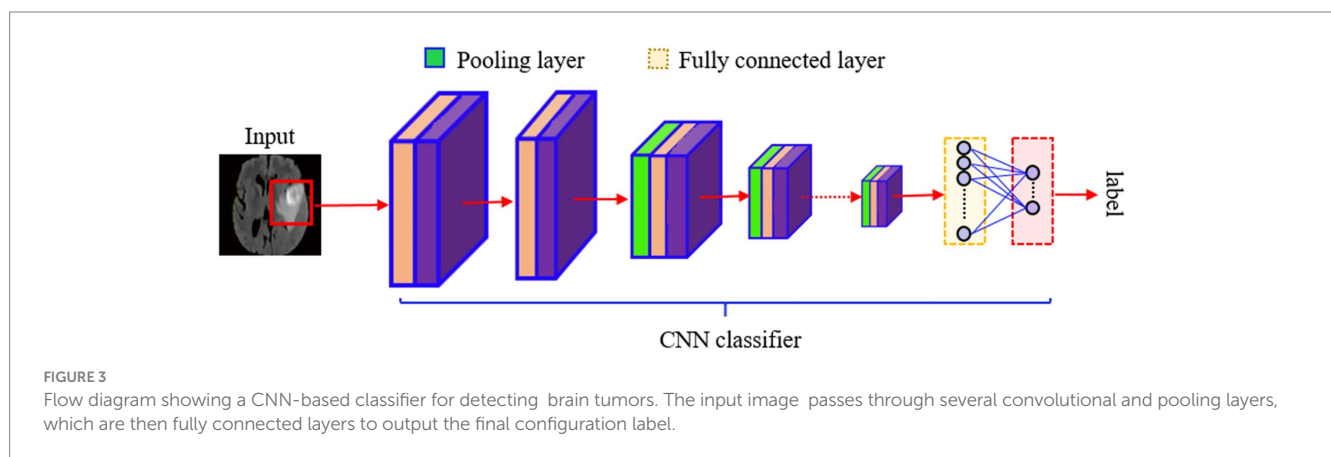 Pooling layer
Fully connected layer
Input
label
CNN classifier
FIGURE 3
Flow diagram showing a CNN-based classifier for detecting brain tumors. The input image passes through several convolutional and pooling layers,
which are then fully connected layers to output the final configuration label.